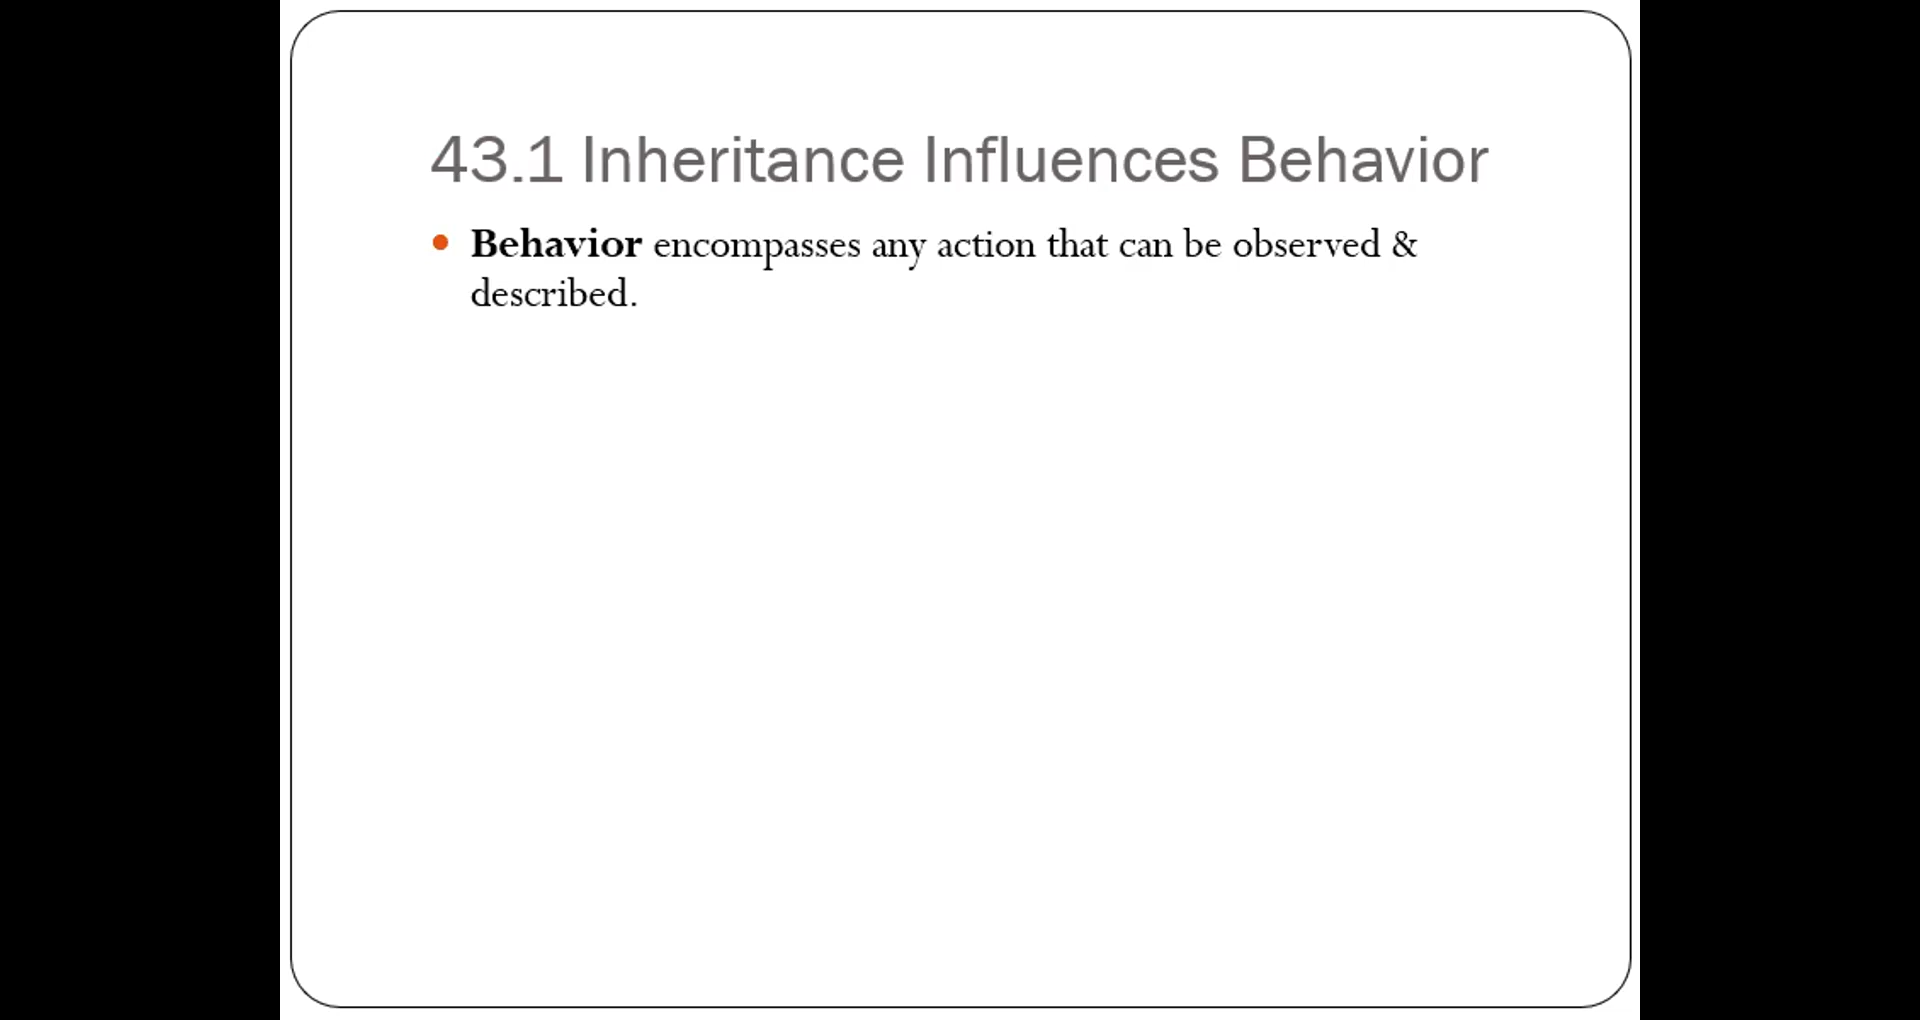 43.1 Inheritance Influences Behavior
• Behavior encompasses any action that can be observed &
described.